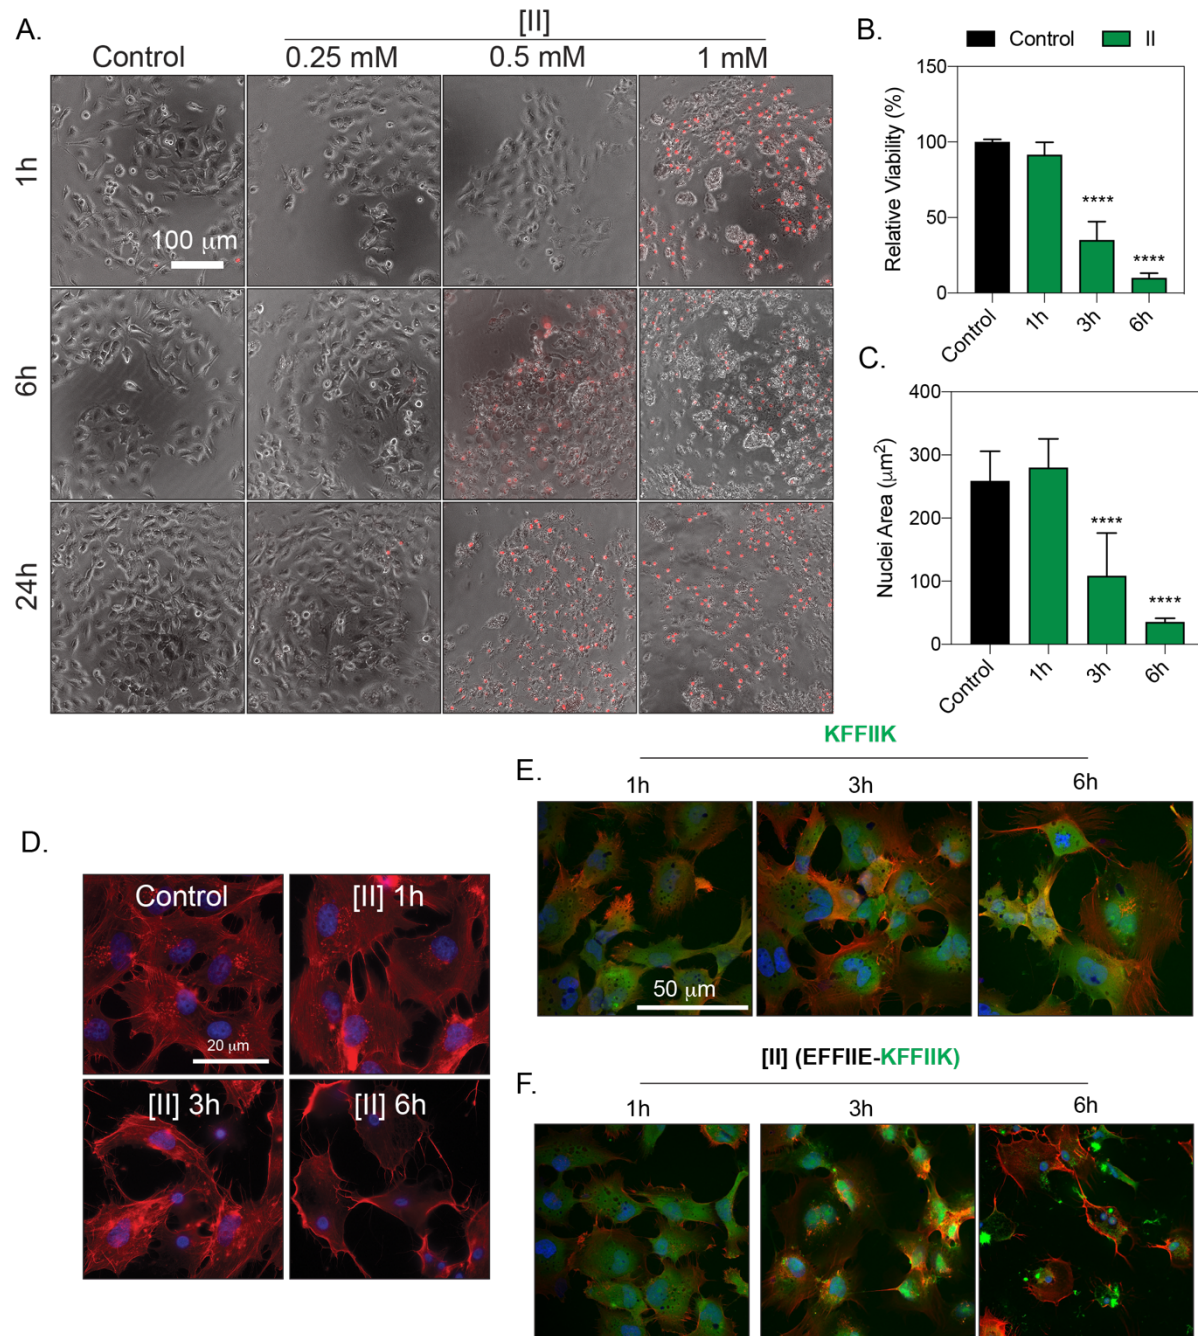 A.
[II]
Control
0.25 mM
0.5 mM
1 mM
1h
100 μm
6h
24h
B.
Control
II
Relative Viability (%)
150
100
50
0
****
****
Control
1h
3h
6h
C.
Nuclei Area (μm²)
400
300
200
100
0
****
****
Control
1h
3h
6h
D.
Control
[II] 1h
20 μm
[II] 3h
[II] 6h
KFFIIK
E.
1h
3h
6h
50 μm
[II] (EFFIIE-KFFIIK)
F.
1h
3h
6h